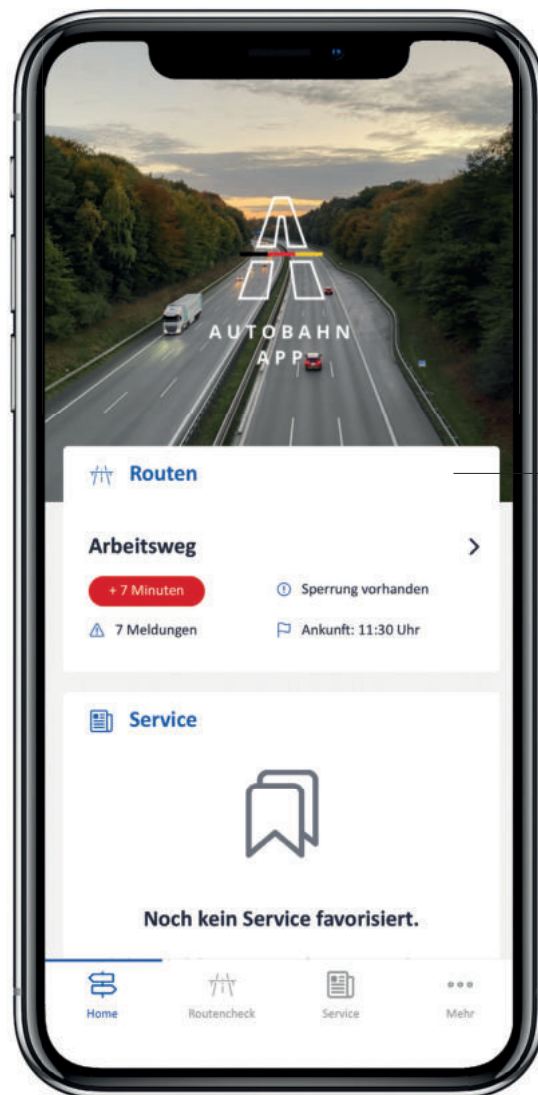 AUTOBAHN
APP
Routen
Arbeitsweg
+ 7 Minuten
Sperrung vorhanden
7 Meldungen
Ankunft: 11:30 Uhr
Service
Noch kein Service favorisiert.
Home
Routencheck
Service
Mehr